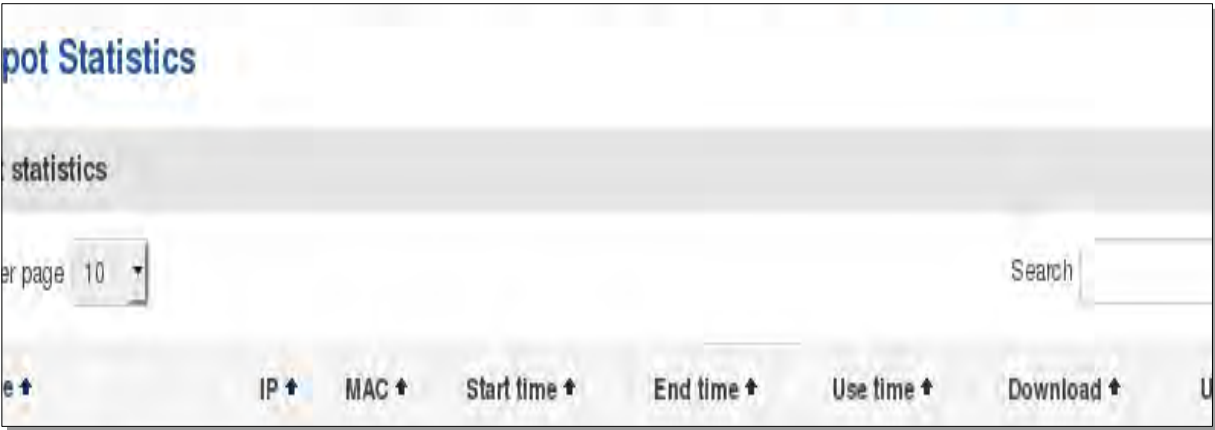 pot Statistics
statistics
er page 10
Search
e IP MAC Start time End time Use time Download U